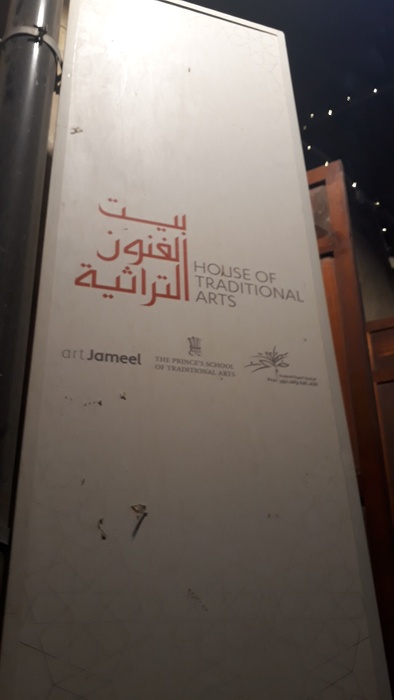 بيت
الفنون
التراثية
HOUSE OF
TRADITIONAL
ARTS
art Jameel
THE PRINCE'S SCHOOL
OF TRADITIONAL ARTS